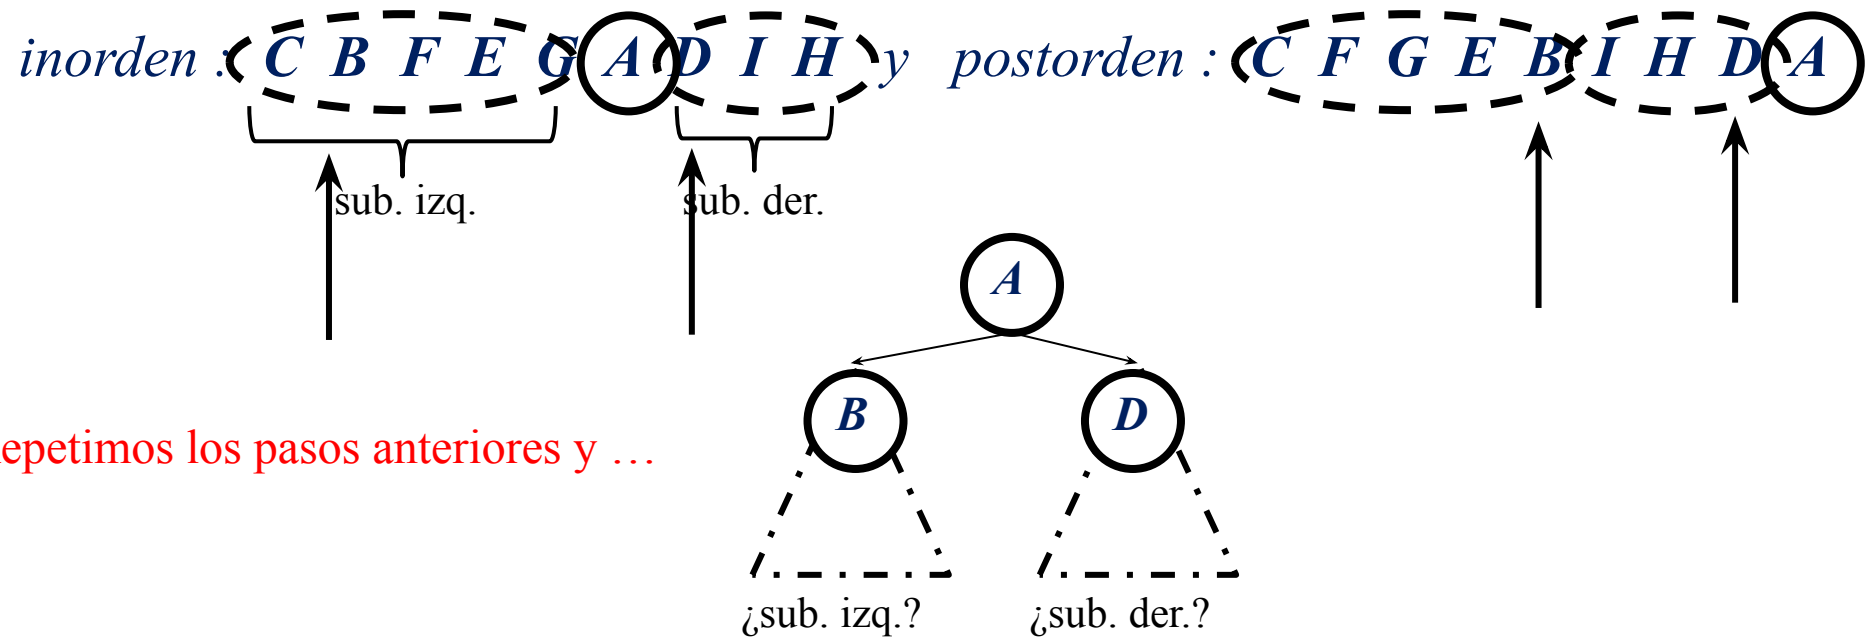 inorden : C B F E G A D I H y postorden : C F G E B I H D A
sub. izq. sub. der.
A
B D
epetimos los pasos anteriores y …
¿sub. izq.? ¿sub. der.?